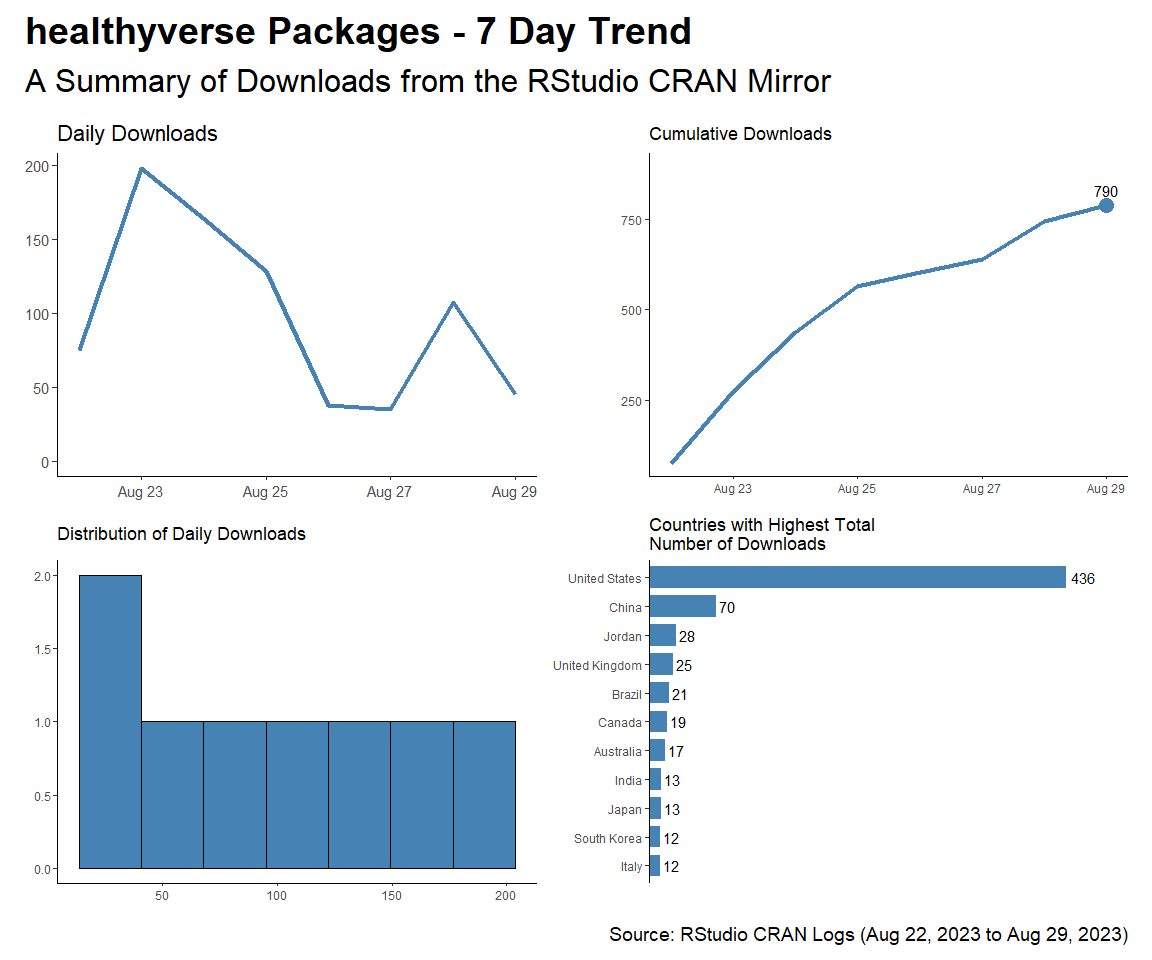 healthyverse Packages - 7 Day Trend
A Summary of Downloads from the RStudio CRAN Mirror
Daily Downloads
200
150
100
50
0
Aug 23 Aug 25 Aug 27 Aug 29
Cumulative Downloads
790
750
500
250
Aug 23 Aug 25 Aug 27 Aug 29
Distribution of Daily Downloads
2.0
1.5
1.0
0.5
0.0
50 100 150 200
Countries with Highest Total
Number of Downloads
United States 436
China 70
Jordan 28
United Kingdom 25
Brazil 21
Canada 19
Australia 17
India 13
Japan 13
South Korea 12
Italy 12
Source: RStudio CRAN Logs (Aug 22, 2023 to Aug 29, 2023)